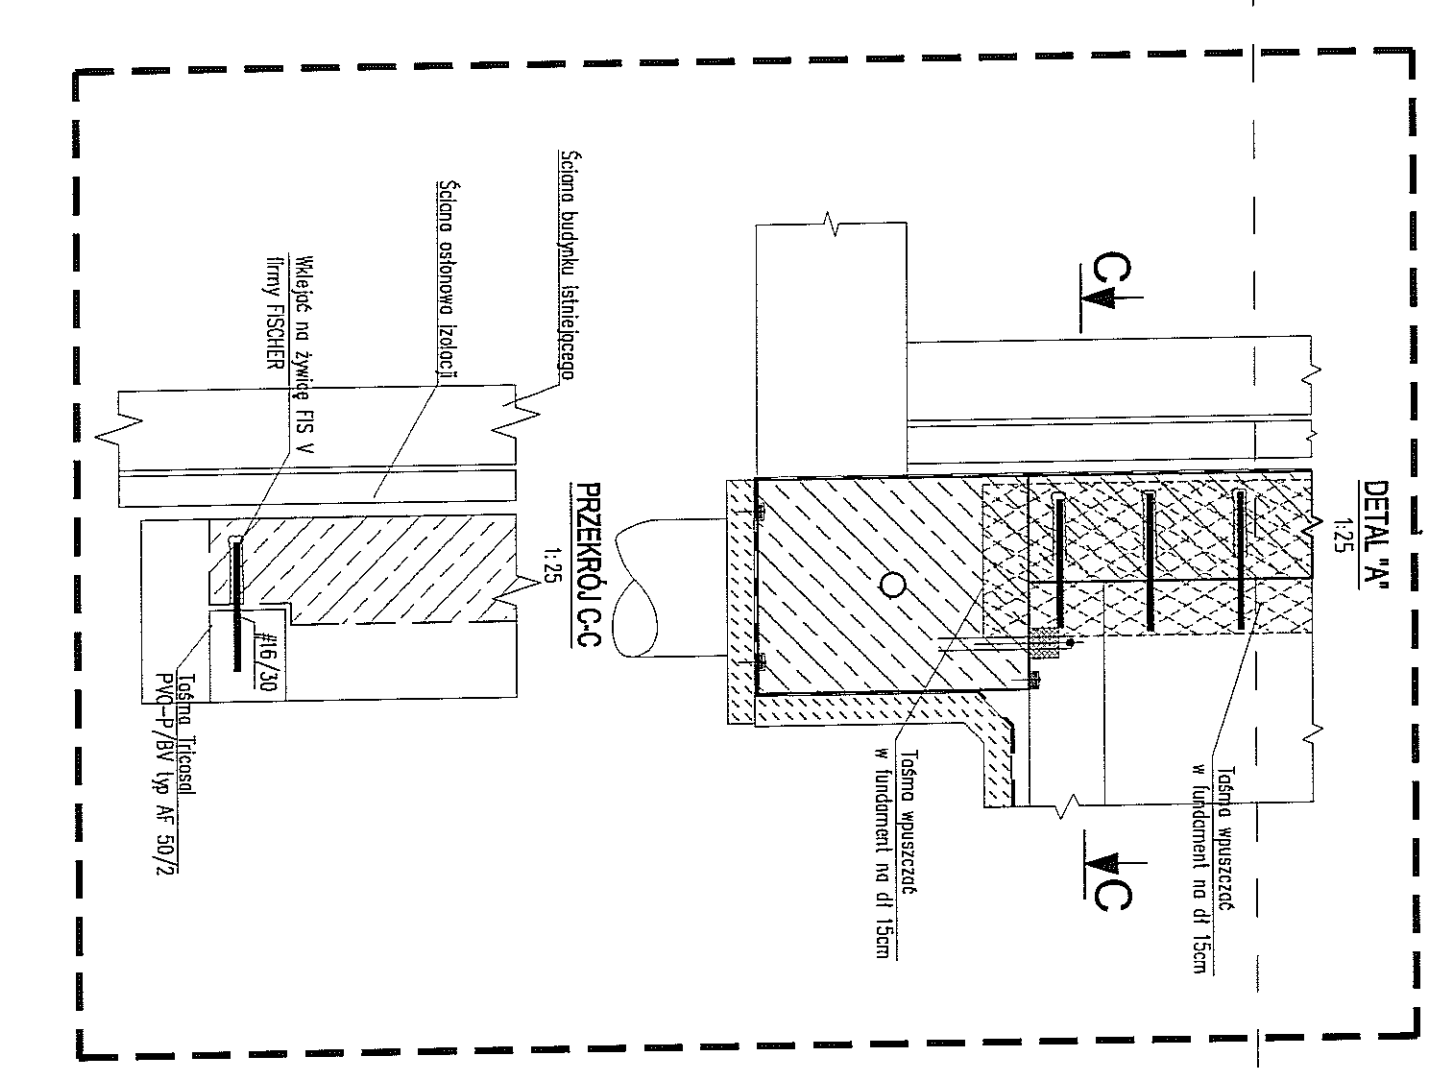 DETAL "A"
1:25
C
C
Taśma wpuszczać
w fundament na dł 15cm
Taśma wpuszczać
w fundament na dł 15cm
PRZEKRÓJ C-C
1:25
Ściana budynku istniejącego
Ściana osłonowa izolacji
Wklejać na żywicę FIS V
firmy FISCHER
#16/30
Taśma Tricosal
PVC-P/BV typ AF 50/2